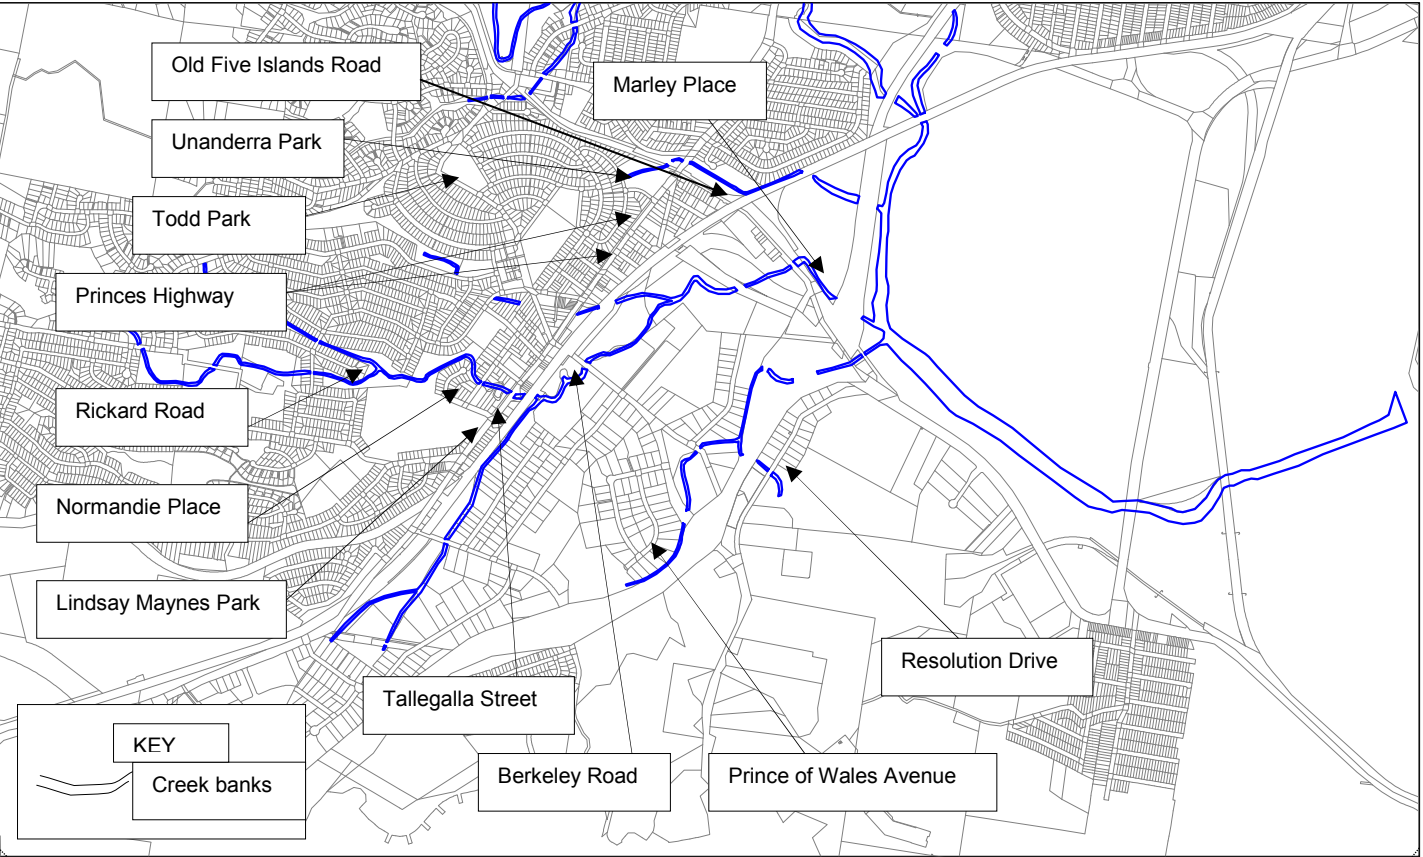 Old Five Islands Road
Marley Place
Unanderra Park
Todd Park
Princes Highway
Rickard Road
Normandie Place
Lindsay Maynes Park
Resolution Drive
Tallegalla Street
Berkeley Road
Prince of Wales Avenue
KEY
Creek banks